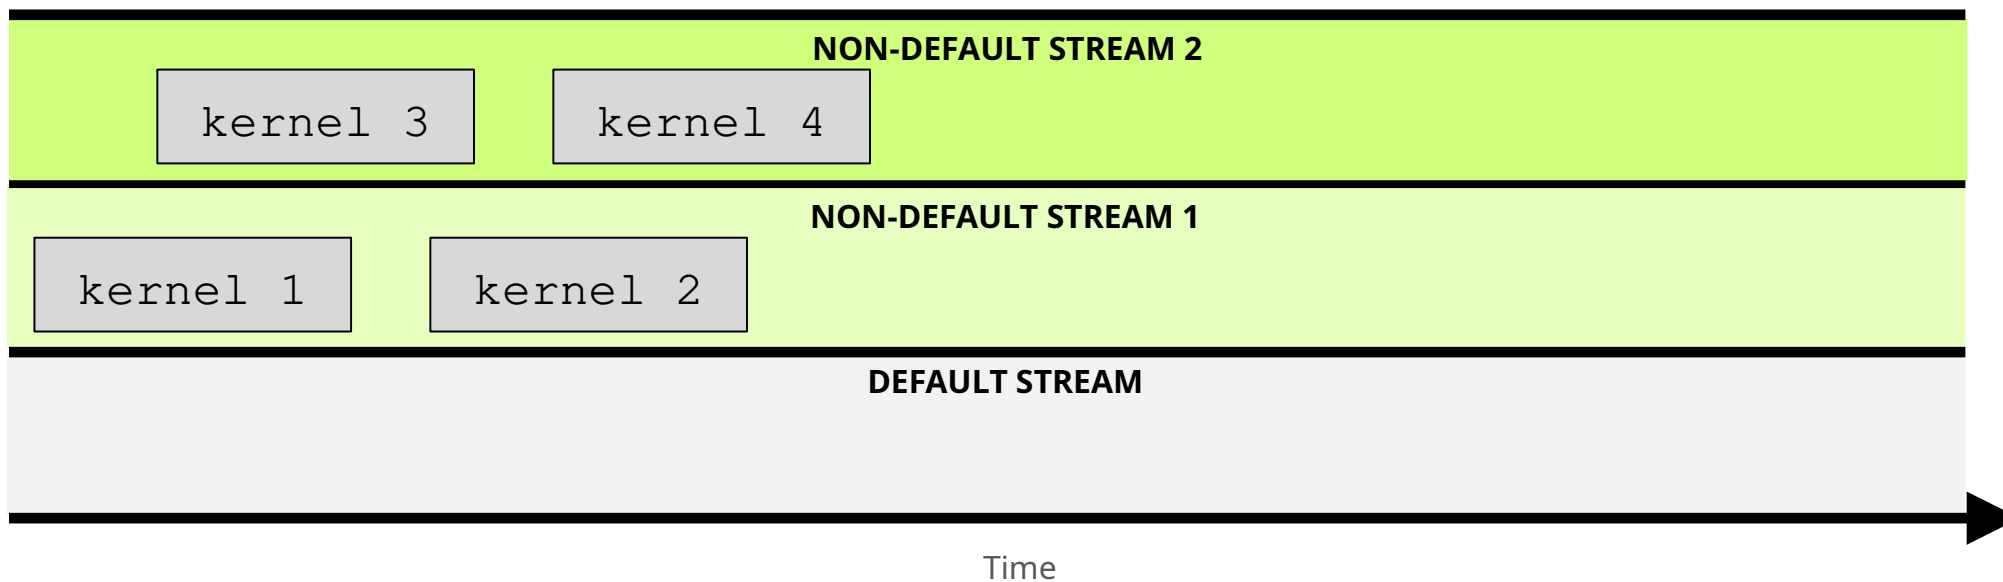 NON-DEFAULT STREAM 2
kernel 3
kernel 4
NON-DEFAULT STREAM 1
kernel 1
kernel 2
DEFAULT STREAM
Time